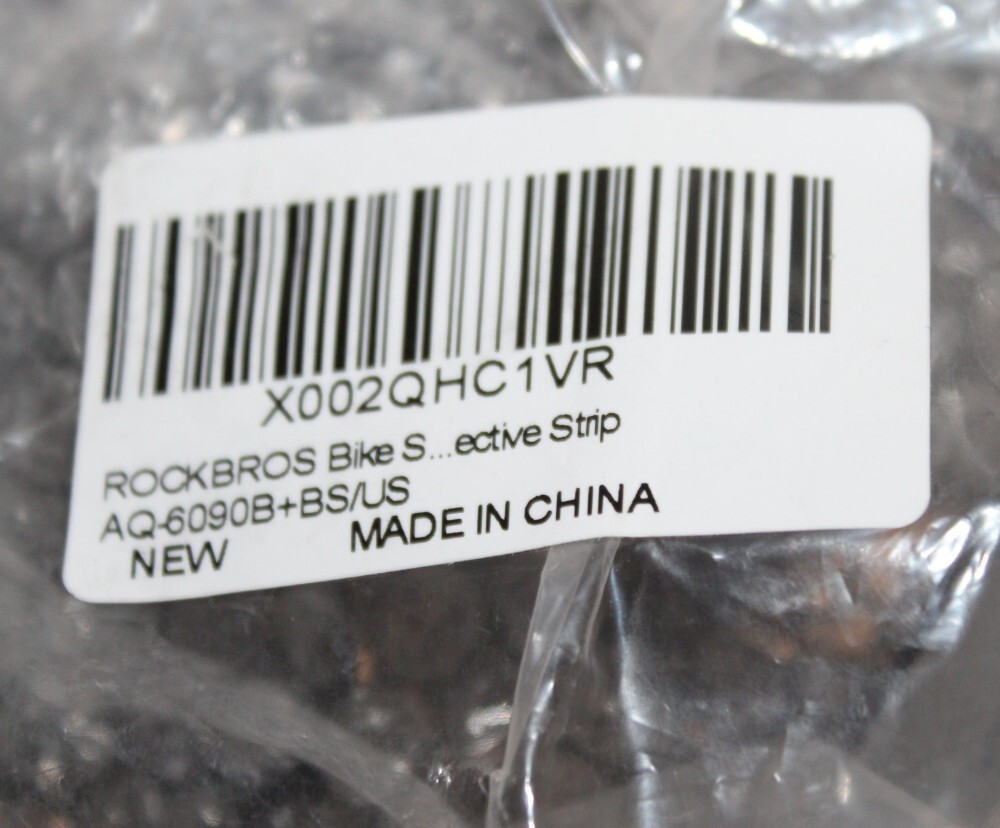 X002QHC1VR
ROCKBROS Bike S...ective Strip
AQ-6090B+BS/US
NEW MADE IN CHINA